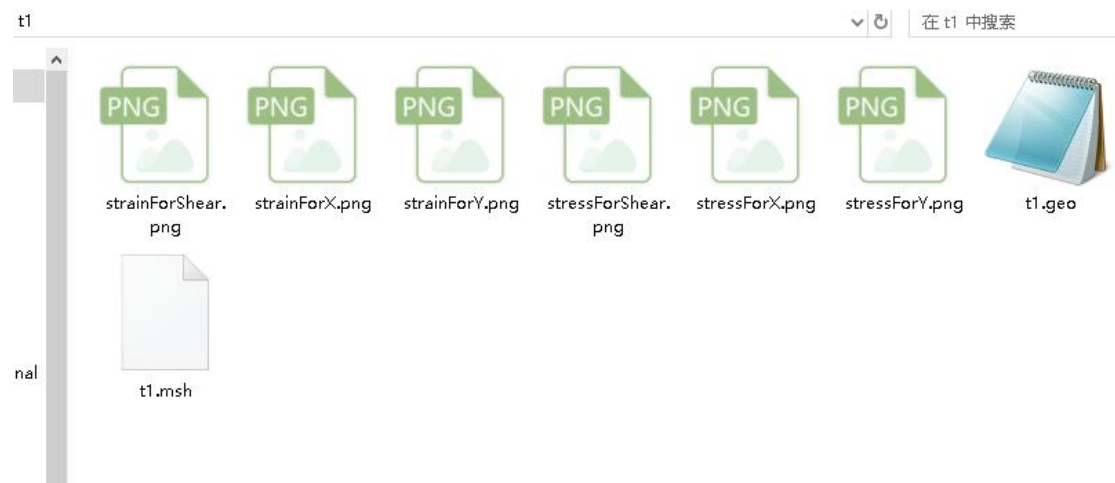 t1
在 t1 中搜索
PNG
PNG
PNG
PNG
PNG
PNG
strainForShear.
png
strainForX.png
strainForY.png
stressForShear.
png
stressForX.png
stressForY.png
t1.geo
nal
t1.msh